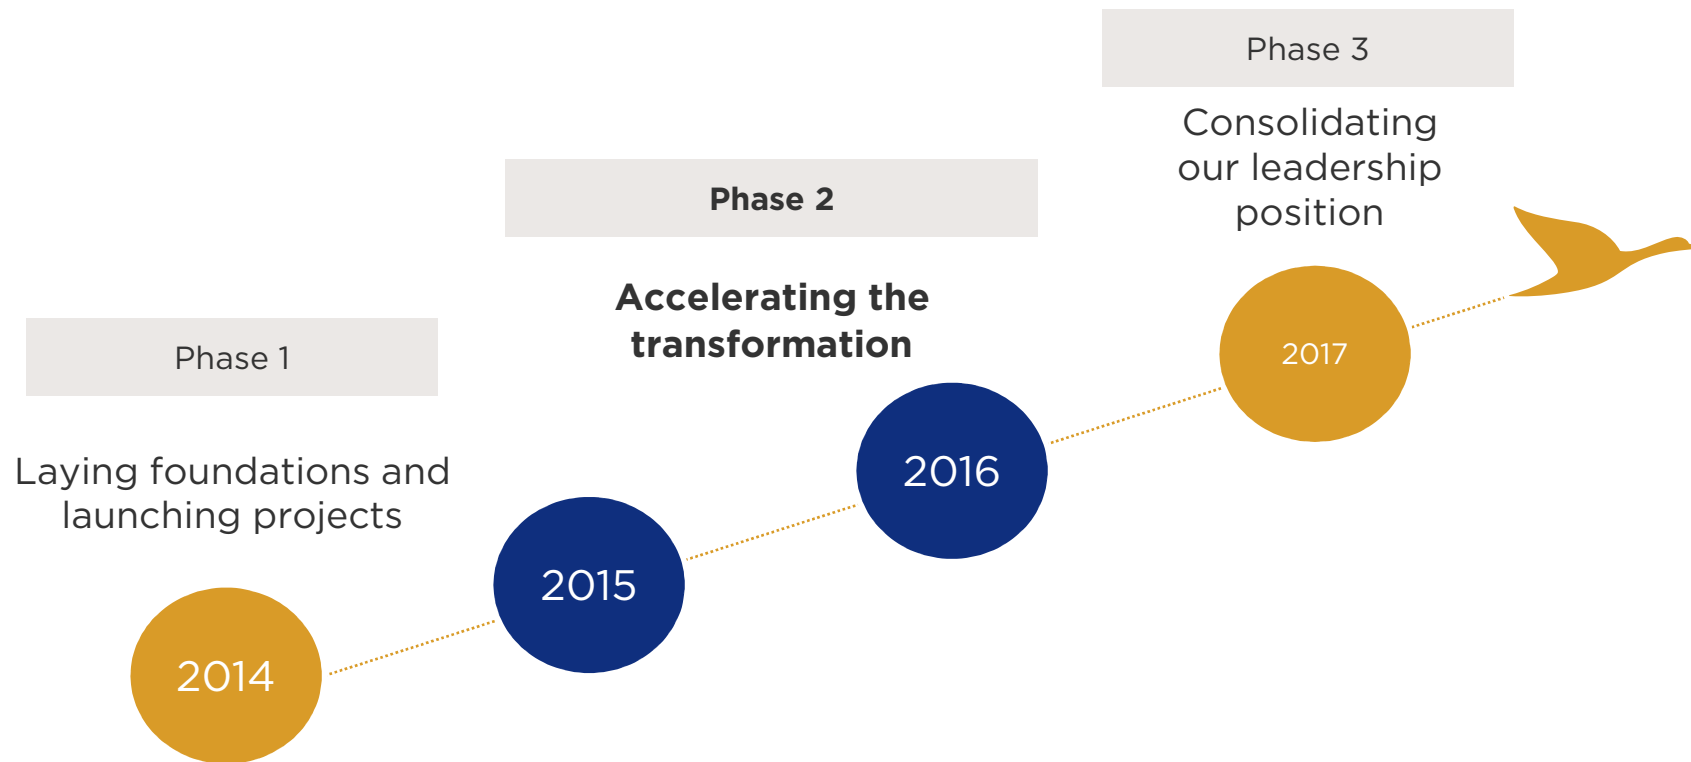 Phase 1
Laying foundations and
launching projects
2014
Phase 2
Accelerating the
transformation
2015
2016
Phase 3
Consolidating
our leadership
position
2017